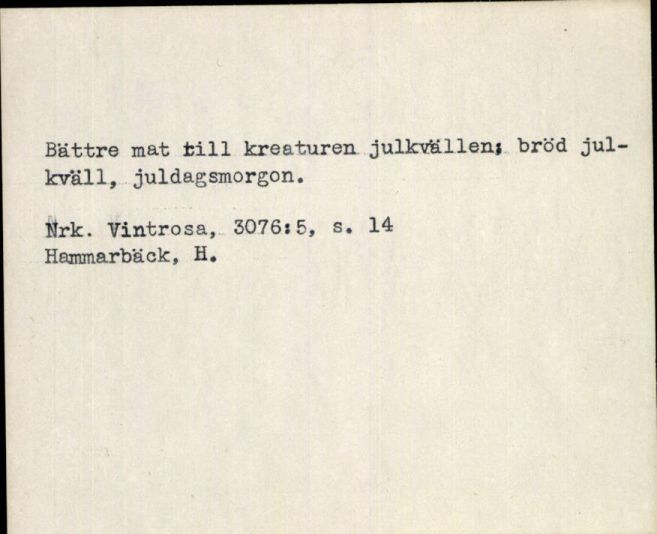 Bättre mat till kreaturen julkvällen; bröd jul-
kväll, juldagsmorgon.
Nrk. Vintrosa, 3076:5, s. 14
Hammarbäck, H.